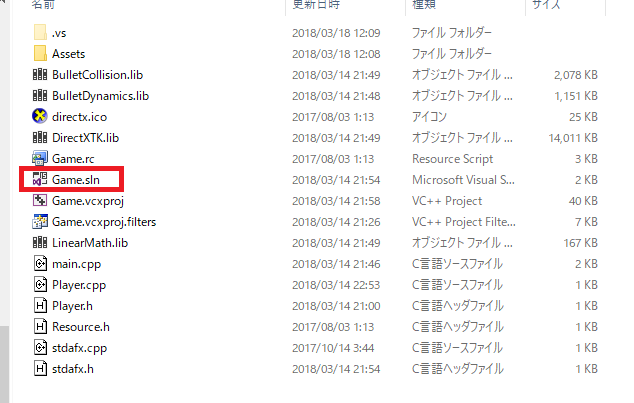 名前 更新日時 種類 サイズ
.vs 2018/03/18 12:09 ファイル フォルダー
Assets 2018/03/18 12:08 ファイル フォルダー
BulletCollision.lib 2018/03/14 21:49 オブジェクト ファイル ... 2,078 KB
BulletDynamics.lib 2018/03/14 21:48 オブジェクト ファイル ... 1,151 KB
directx.ico 2017/08/03 1:13 アイコン 25 KB
DirectXTK.lib 2018/03/14 21:49 オブジェクト ファイル ... 14,011 KB
Game.rc 2017/08/03 1:13 Resource Script 3 KB
Game.sln 2018/03/14 21:54 Microsoft Visual S... 2 KB
Game.vcxproj 2018/03/14 21:54 VC++ Project 40 KB
Game.vcxproj.filters 2018/03/14 21:54 VC++ Project Filte... 7 KB
LinearMath.lib 2018/03/14 21:49 オブジェクト ファイル ... 167 KB
main.cpp 2018/03/14 21:46 C言語ソースファイル 2 KB
Player.cpp 2018/03/14 22:53 C言語ソースファイル 1 KB
Player.h 2018/03/14 21:00 C言語ヘッダファイル 1 KB
Resource.h 2017/08/03 1:13 C言語ヘッダファイル 1 KB
stdafx.cpp 2017/10/14 3:44 C言語ソースファイル 1 KB
stdafx.h 2018/03/14 21:54 C言語ヘッダファイル 1 KB